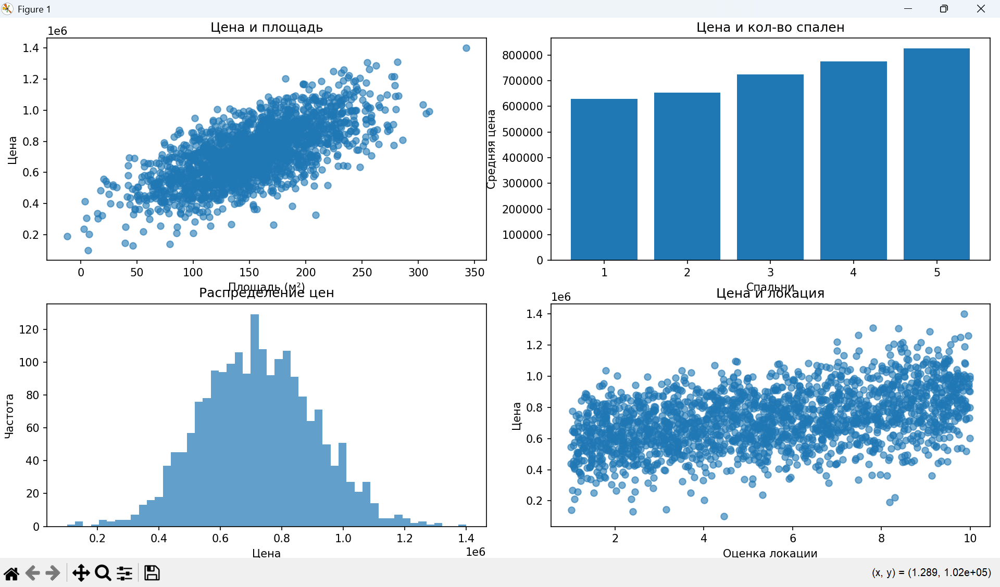 Figure 1
Цена и площадь
1e6
1.4
1.2
1.0
0.8
0.6
0.4
0.2
Цена
0 50 100 150 200 250 300 350
Площадь (м²)
Цена и кол-во спален
800000
700000
600000
500000
400000
300000
200000
100000
0
Средняя цена
1 2 3 4 5
Спальни
Распределение цен
120
100
80
60
40
20
0
Частота
0.2 0.4 0.6 0.8 1.0 1.2 1.4
1e6
Цена
Цена и локация
1e6
1.4
1.2
1.0
0.8
0.6
0.4
0.2
Цена
2 4 6 8 10
Оценка локации
(x, y) = (1.289, 1.02e+05)